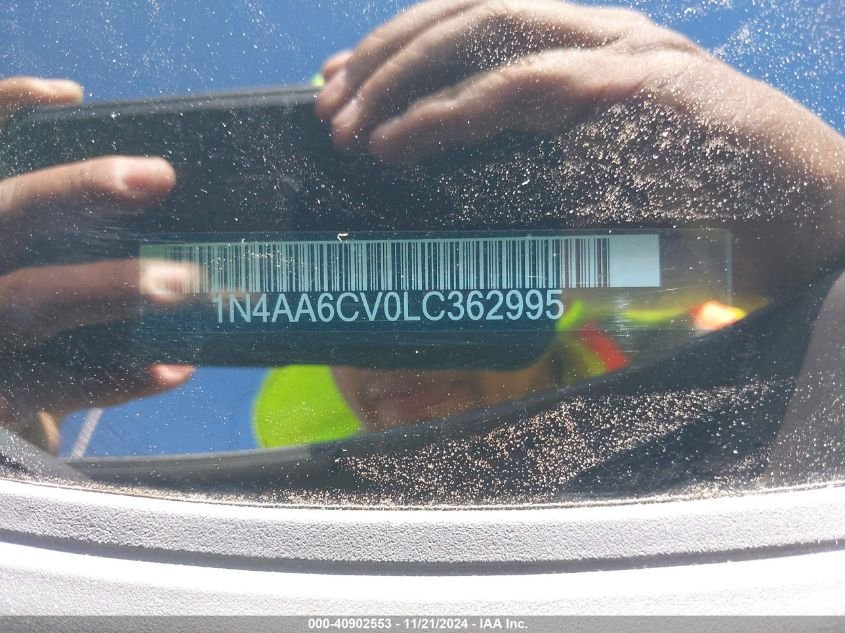 1N4AA6CV0LC362995
000-40902553 - 11/21/2024 - IAA Inc.